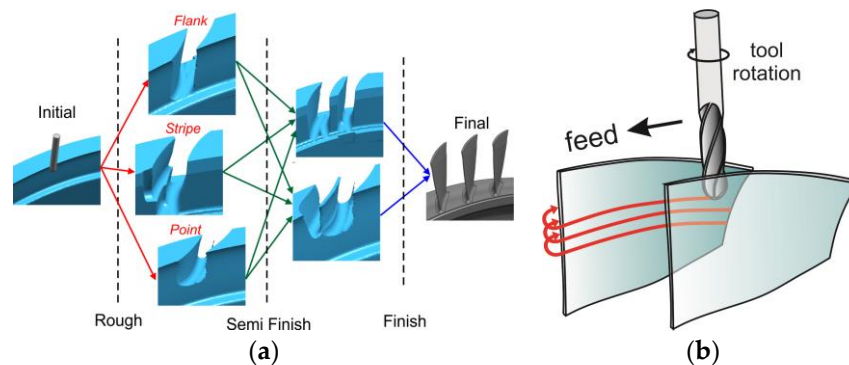 Flank
Initial
Stripe
Point
Final
Rough
Semi Finish
Finish
(a)
tool
rotation
feed
(b)